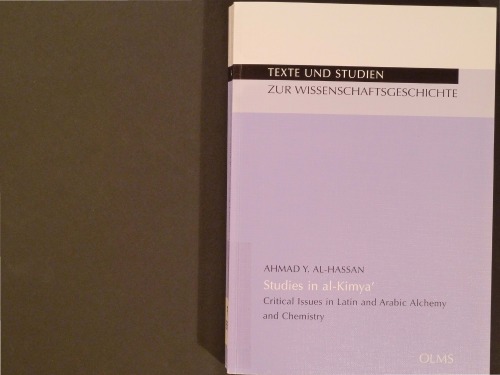 TEXTE UND STUDIEN
ZUR WISSENSCHAFTSGESCHICHTE
AHMAD Y. AL-HASSAN
Studies in al-Kimya'
Critical Issues in Latin and Arabic Alchemy
and Chemistry
OLMS